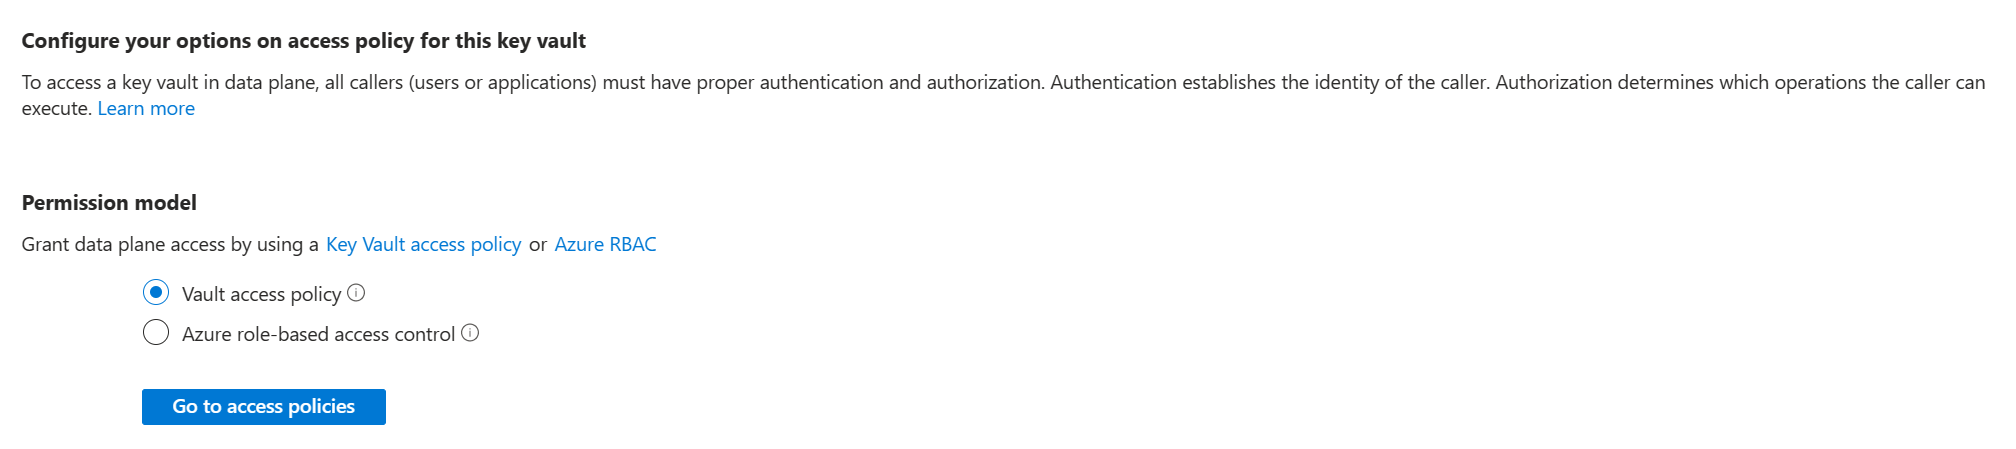 Configure your options on access policy for this key vault
To access a key vault in data plane, all callers (users or applications) must have proper authentication and authorization. Authentication establishes the identity of the caller. Authorization determines which operations the caller can
execute. Learn more
Permission model
Grant data plane access by using a Key Vault access policy or Azure RBAC
Vault access policy
Azure role-based access control
Go to access policies